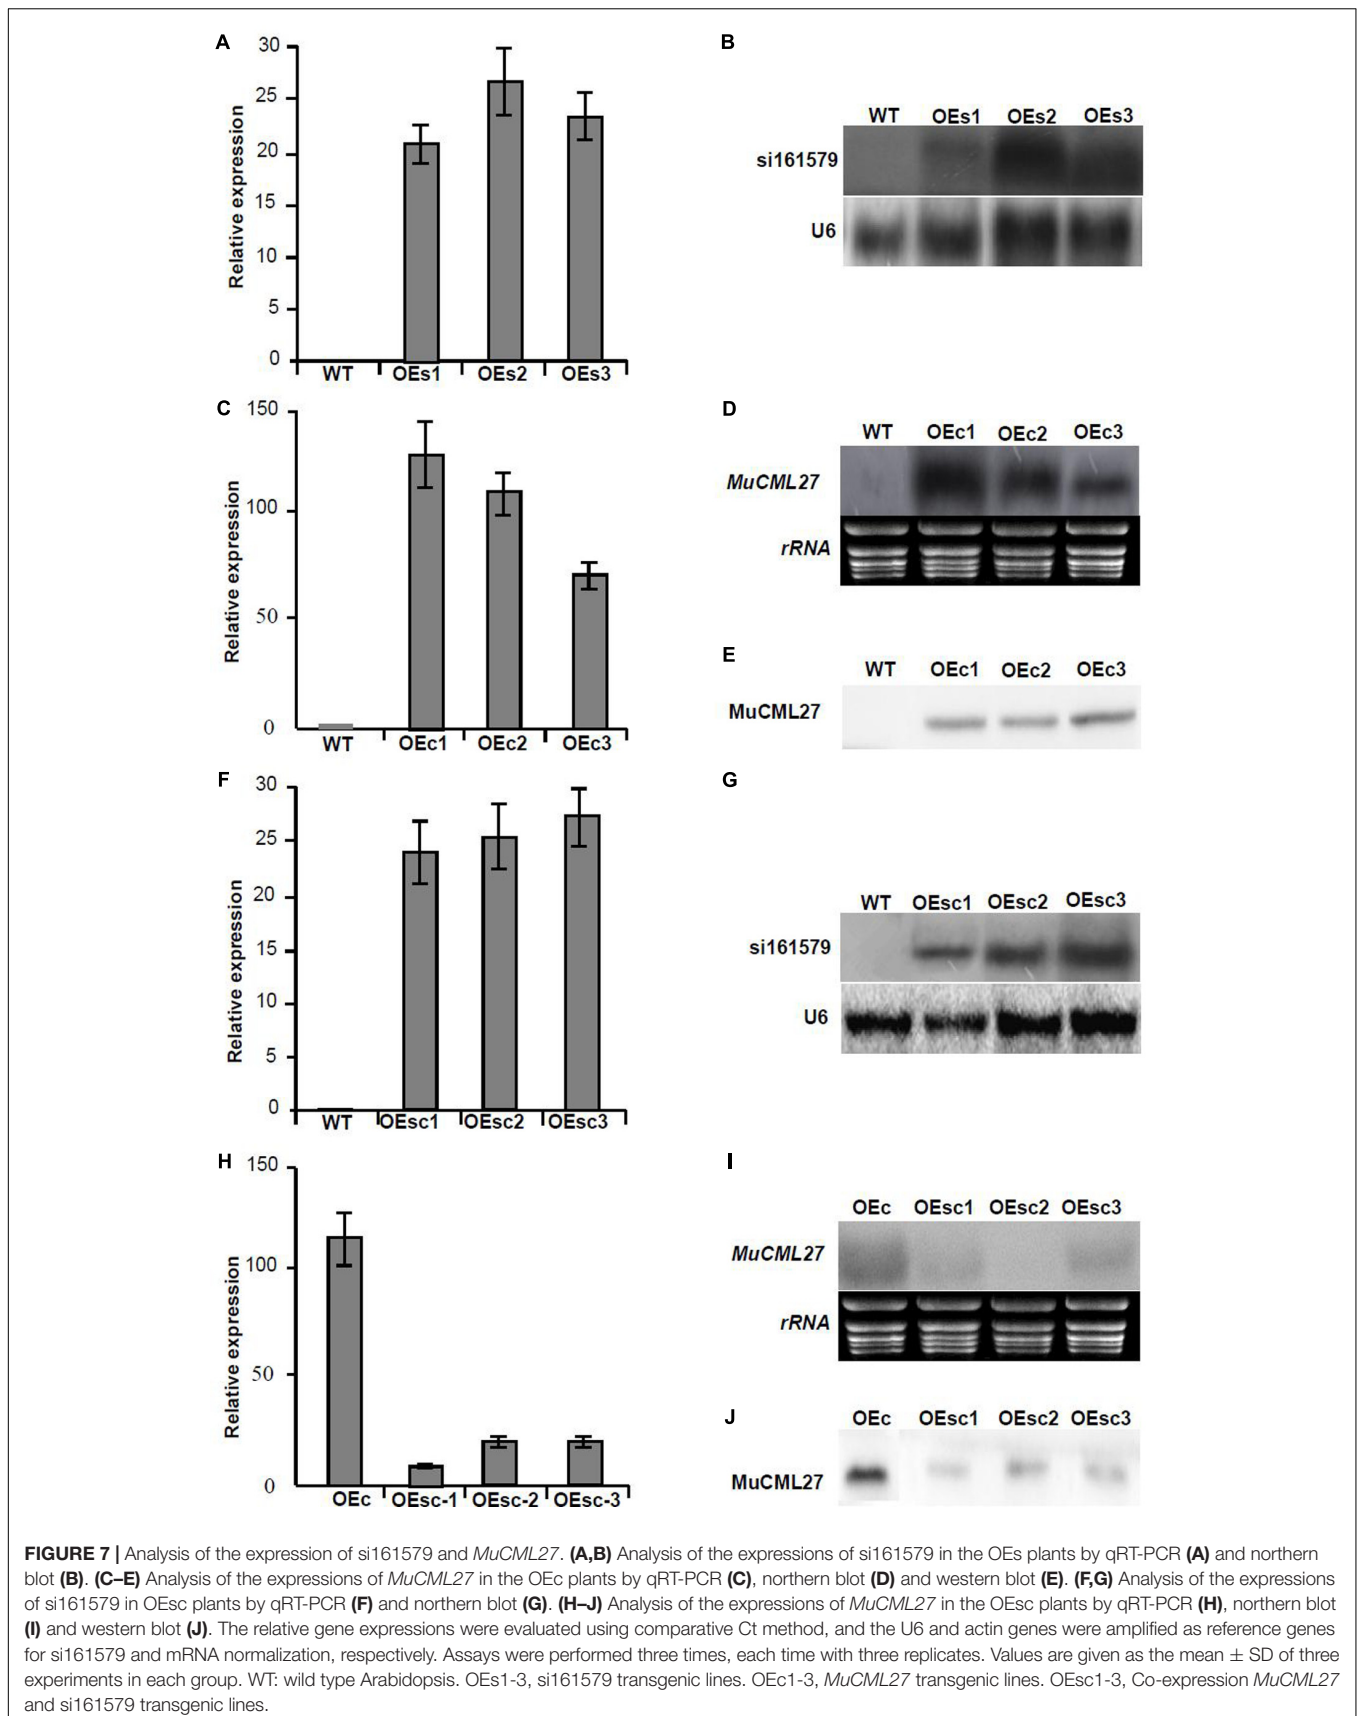 A
30
25
20
15
10
5
0
Relative expression
WT OEs1 OEs2 OEs3
B
WT OEs1 OEs2 OEs3
si161579
U6
C
150
100
50
0
Relative expression
WT OEc1 OEc2 OEc3
D
WT OEc1 OEc2 OEc3
MuCML27
rRNA
E
WT OEc1 OEc2 OEc3
MuCML27
F
30
25
20
15
10
5
0
Relative expression
WT OEsc1 OEsc2 OEsc3
G
WT OEsc1 OEsc2 OEsc3
si161579
U6
H
150
100
50
0
Relative expression
OEc OEsc-1 OEsc-2 OEsc-3
I
OEc OEsc1 OEsc2 OEsc3
MuCML27
rRNA
J
OEc OEsc1 OEsc2 OEsc3
MuCML27
FIGURE 7 | Analysis of the expression of si161579 and MuCML27. (A,B) Analysis of the expressions of si161579 in the OEs plants by qRT-PCR (A) and northern
blot (B). (C–E) Analysis of the expressions of MuCML27 in the OEc plants by qRT-PCR (C), northern blot (D) and western blot (E). (F,G) Analysis of the expressions
of si161579 in OEsc plants by qRT-PCR (F) and northern blot (G). (H–J) Analysis of the expressions of MuCML27 in the OEsc plants by qRT-PCR (H), northern blot
(I) and western blot (J). The relative gene expressions were evaluated using comparative Ct method, and the U6 and actin genes were amplified as reference genes
for si161579 and mRNA normalization, respectively. Assays were performed three times, each time with three replicates. Values are given as the mean ± SD of three
experiments in each group. WT: wild type Arabidopsis. OEs1-3, si161579 transgenic lines. OEc1-3, MuCML27 transgenic lines. OEsc1-3, Co-expression MuCML27
and si161579 transgenic lines.